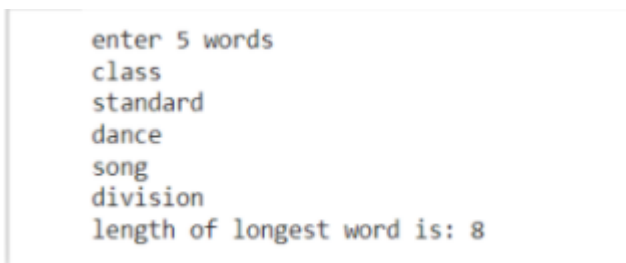 enter 5 words
class
standard
dance
song
division
length of longest word is: 8